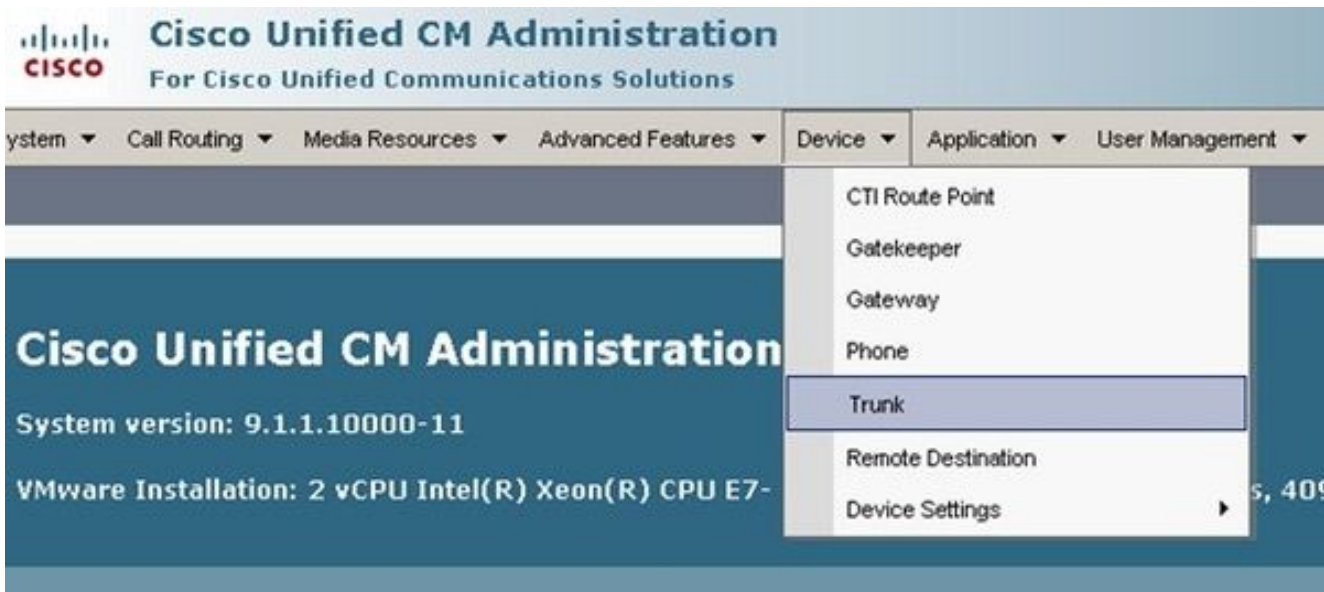 CISCO
Cisco Unified CM Administration
For Cisco Unified Communications Solutions
ystem Call Routing Media Resources Advanced Features Device Application User Management
CTI Route Point
Gatekeeper
Gateway
Phone
Trunk
Remote Destination
Device Settings
Cisco Unified CM Administration
System version: 9.1.1.10000-11
VMware Installation: 2 vCPU Intel(R) Xeon(R) CPU E7- s, 409